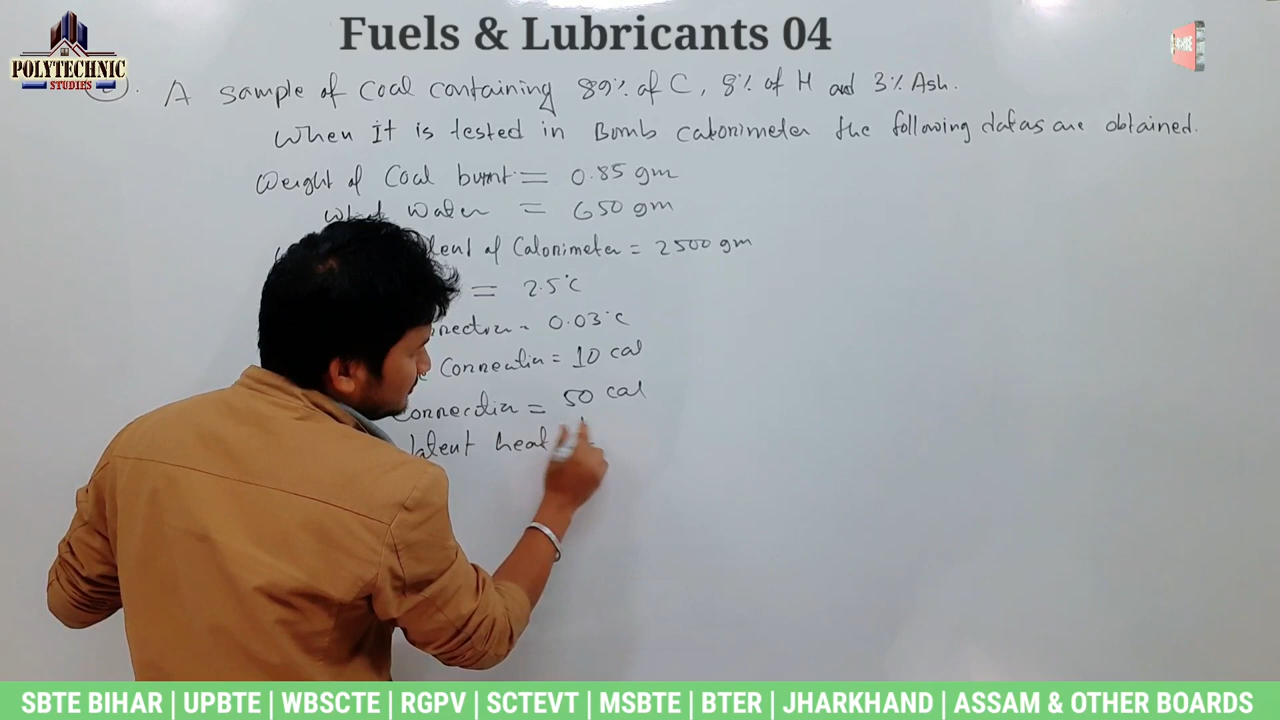 Fuels & Lubricants 04
POLYTECHNIC
STUDIES
2. A sample of coal containing 89% of C, 8% of H and 3% Ash.
When It is tested in Bomb calorimeter the following datas are obtained.
Weight of coal burnt = 0.85 gm
Water = 650 gm
of Calorimeter = 2500 gm
= 2.5°C
= 0.03°C
Correction = 10 cal
Correction = 50 cal
latent heat
SBTE BIHAR | UPBTE | WBSCTE | RGPV | SCTEVT | MSBTE | BTER | JHARKHAND | ASSAM & OTHER BOARDS